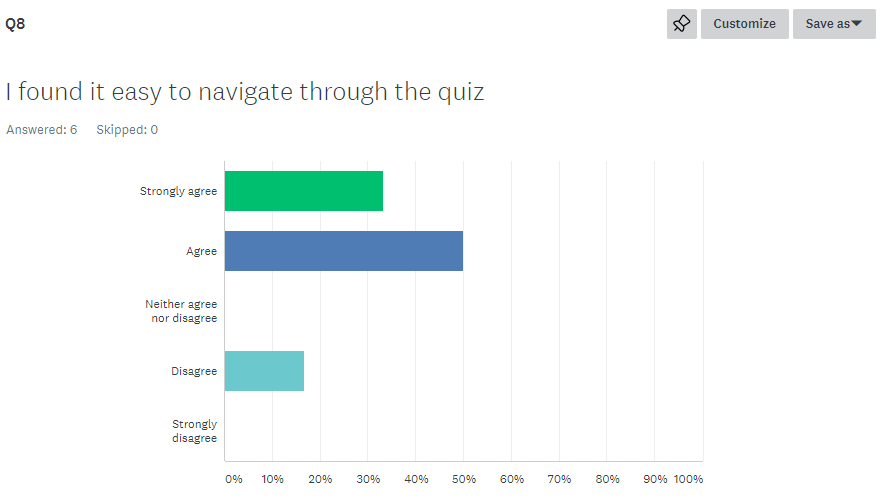 Q8
Customize
Save as
I found it easy to navigate through the quiz
Answered: 6 Skipped: 0
Strongly agree
Agree
Neither agree
nor disagree
Disagree
Strongly
disagree
0% 10% 20% 30% 40% 50% 60% 70% 80% 90% 100%